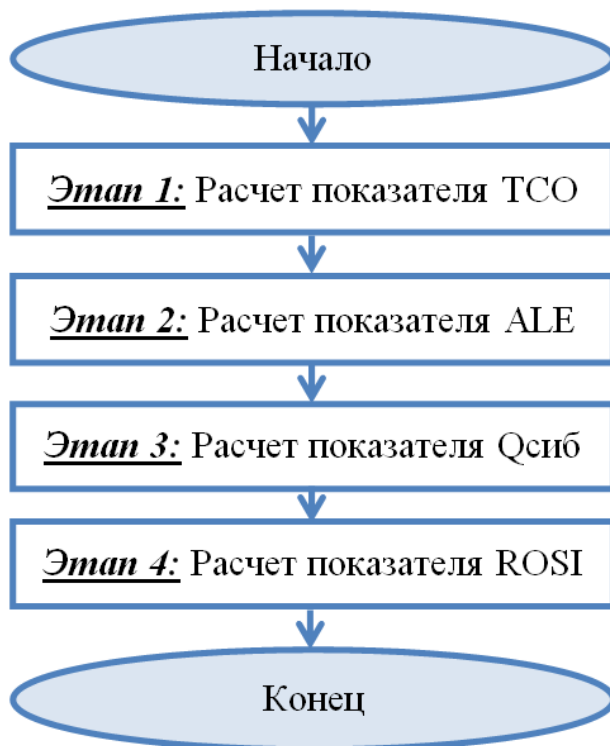 Начало
Этап 1: Расчет показателя TCO
Этап 2: Расчет показателя ALE
Этап 3: Расчет показателя Qсиб
Этап 4: Расчет показателя ROSI
Конец